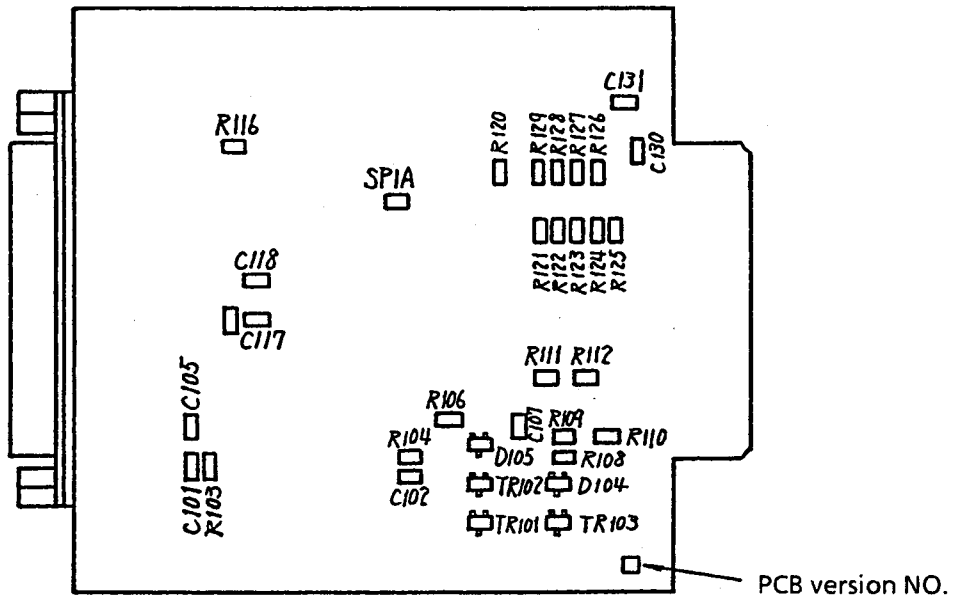 C131
R116
R120
R129
R128
R127
R126
C130
SP1A
C118
R121
R122
R123
R124
R125
C117
R111 R112
C105
R106
C107
R109
R110
R104
D105
R108
C102
TR102
D104
C101
R103
TR101
TR103
PCB version NO.